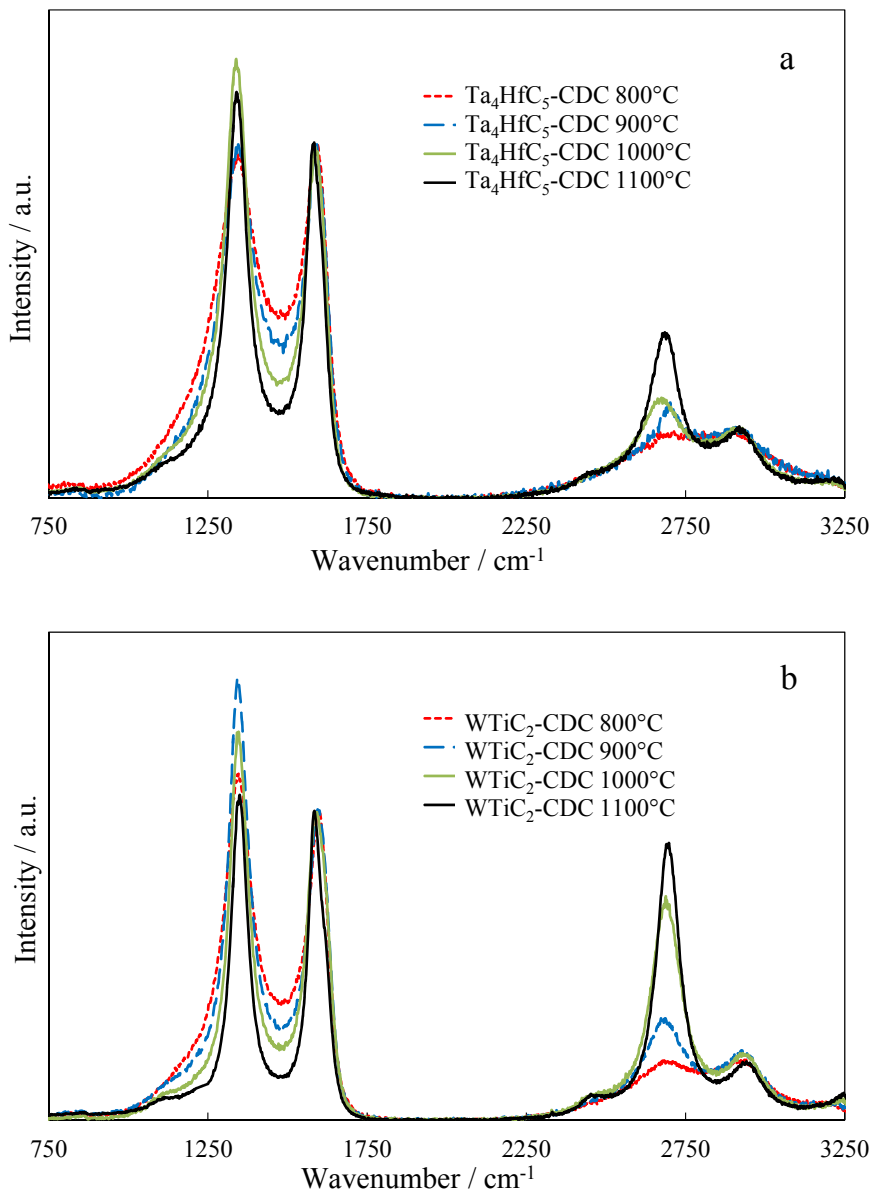 a
Ta₄HfC₅-CDC 800°C
Ta₄HfC₅-CDC 900°C
Ta₄HfC₅-CDC 1000°C
Ta₄HfC₅-CDC 1100°C
Intensity / a.u.
750 1250 1750 2250 2750 3250
Wavenumber / cm⁻¹
b
WTiC₂-CDC 800°C
WTiC₂-CDC 900°C
WTiC₂-CDC 1000°C
WTiC₂-CDC 1100°C
Intensity / a.u.
750 1250 1750 2250 2750 3250
Wavenumber / cm⁻¹